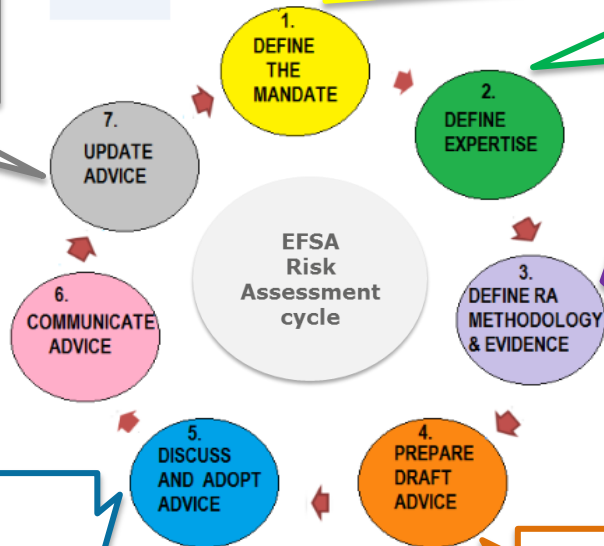 1.
DEFINE
THE
MANDATE
2.
DEFINE
EXPERTISE
3.
DEFINE RA
METHODOLOGY
& EVIDENCE
4.
PREPARE
DRAFT
ADVICE
5.
DISCUSS
AND ADOPT
ADVICE
6.
COMMUNICATE
ADVICE
7.
UPDATE
ADVICE
EFSA
Risk
Assessment
cycle